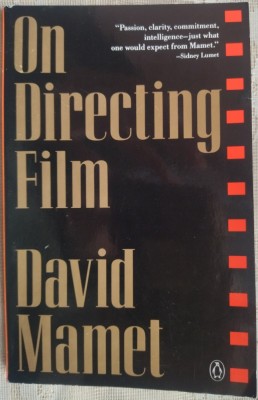 On
Directing
Film
“Passion, clarity, commitment,
intelligence–just what
one would expect from Mamet.”
–Sidney Lumet
David
Mamet